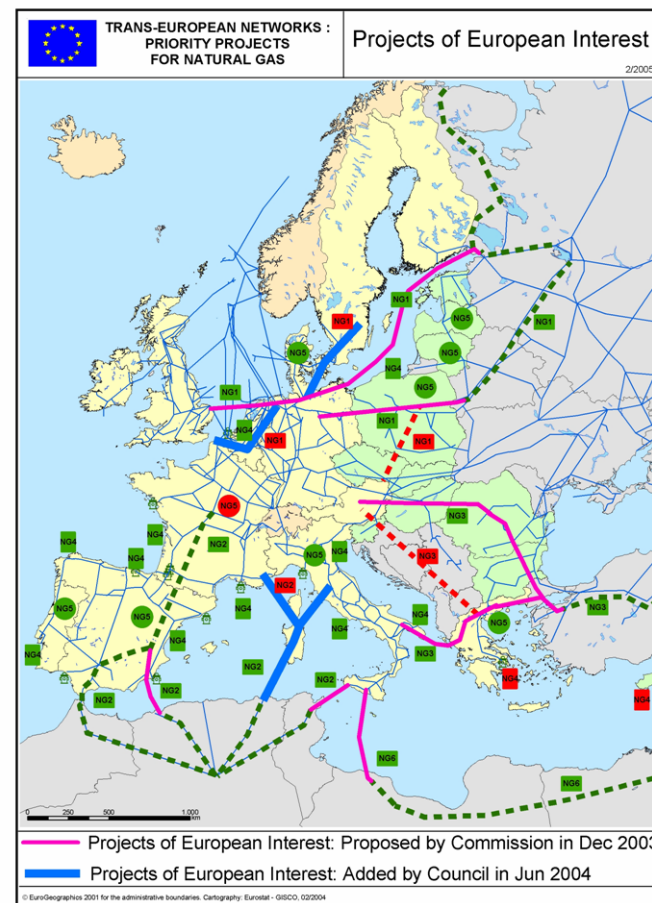 TRANS-EUROPEAN NETWORKS :
PRIORITY PROJECTS
FOR NATURAL GAS
Projects of European Interest
2/2005
NG1
NG1
NG5
NG5
NG1
NG4
NG5
NG1
NG5
NG4
NG1
NG1
NG1
NG5
NG3
NG4
NG2
NG4
NG5
NG4
NG3
NG4
NG2
NG5
NG5
NG4
NG4
NG3
NG5
NG4
NG4
NG4
NG3
NG2
NG2
NG4
NG2
NG2
NG4
NG6
NG6
0 250 500 1.000
km
Projects of European Interest: Proposed by Commission in Dec 2003
Projects of European Interest: Added by Council in Jun 2004
© EuroGeographics 2001 for the administrative boundaries. Cartography: Eurostat - GISCO, 02/2004